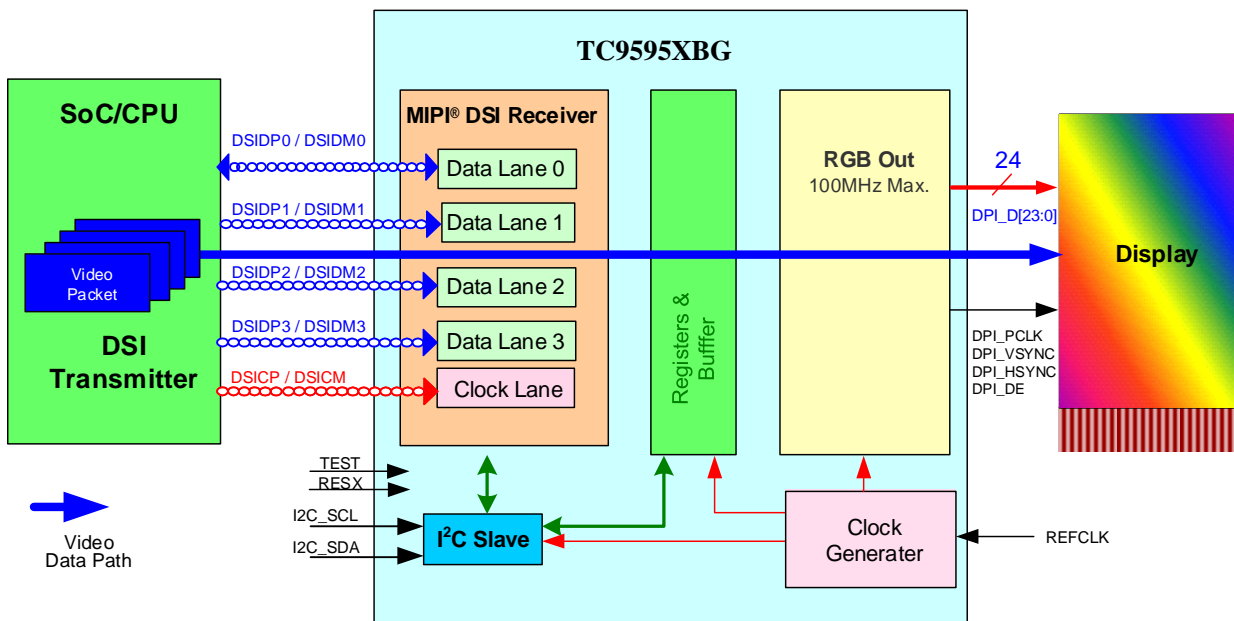 TC9595XBG
SoC/CPU
DSI
Transmitter
Video
Packet
DSIDP0 / DSIDM0
DSIDP1 / DSIDM1
DSIDP2 / DSIDM2
DSIDP3 / DSIDM3
DSICP / DSICM
MIPI® DSI Receiver
Data Lane 0
Data Lane 1
Data Lane 2
Data Lane 3
Clock Lane
Registers &
Bufffer
RGB Out
100MHz Max.
24
DPI_D[23:0]
Display
DPI_PCLK
DPI_VSYNC
DPI_HSYNC
DPI_DE
TEST
RESX
I2C_SCL
I2C_SDA
I²C Slave
Clock
Generater
REFCLK
Video
Data Path